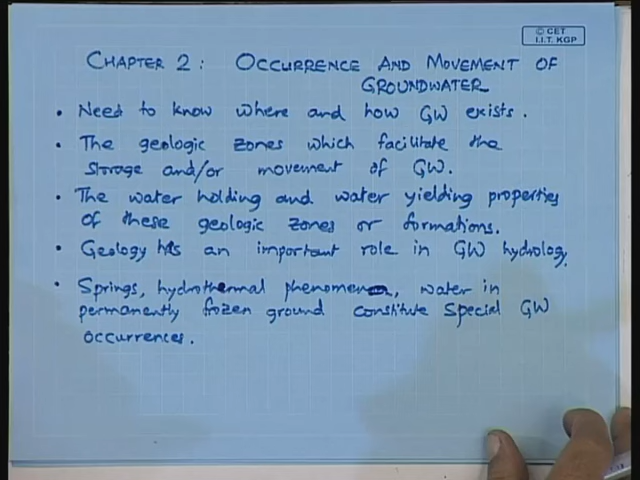 © CET
I.I.T. KGP
CHAPTER 2 : OCCURRENCE AND MOVEMENT OF
GROUNDWATER
• Need to know where and how GW exists.
• The geologic zones which facilitate the
storage and/or movement of GW.
• The water holding and water yielding properties
of these geologic zones or formations.
• Geology has an important role in GW hydrology.
• Springs, hydrothermal phenomena, water in
permanently frozen ground constitute special GW
occurrences.